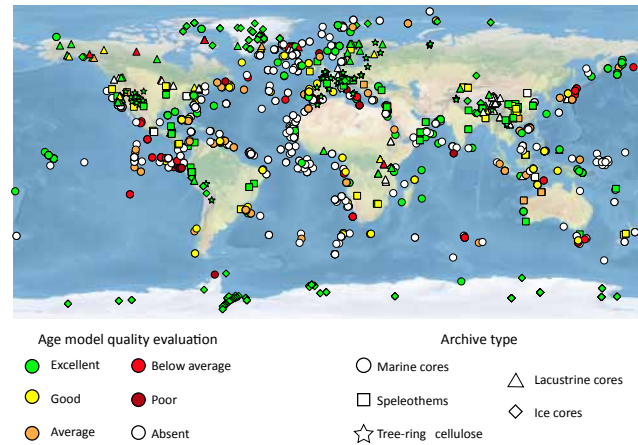 Age model quality evaluation
Excellent
Good
Average
Below average
Poor
Absent
Archive type
Marine cores
Speleothems
Tree-ring cellulose
Lacustrine cores
Ice cores